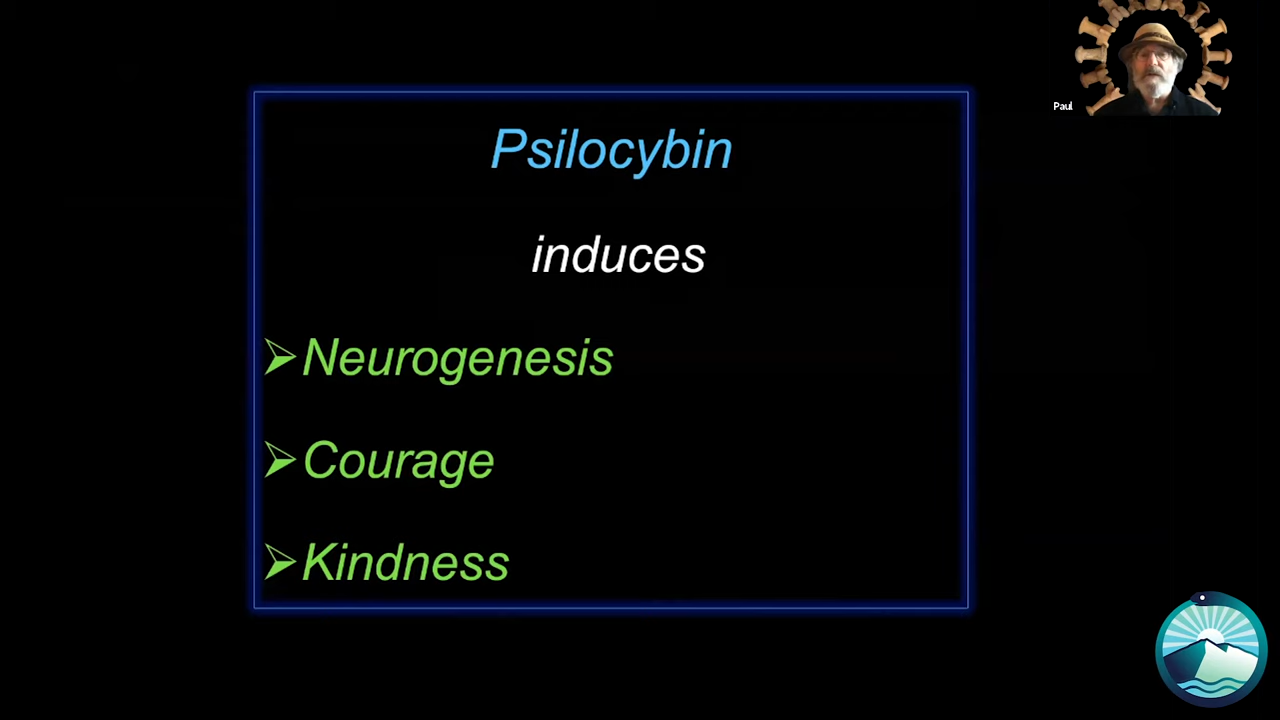 Paul
Psilocybin
induces
➢Neurogenesis
➢Courage
➢Kindness